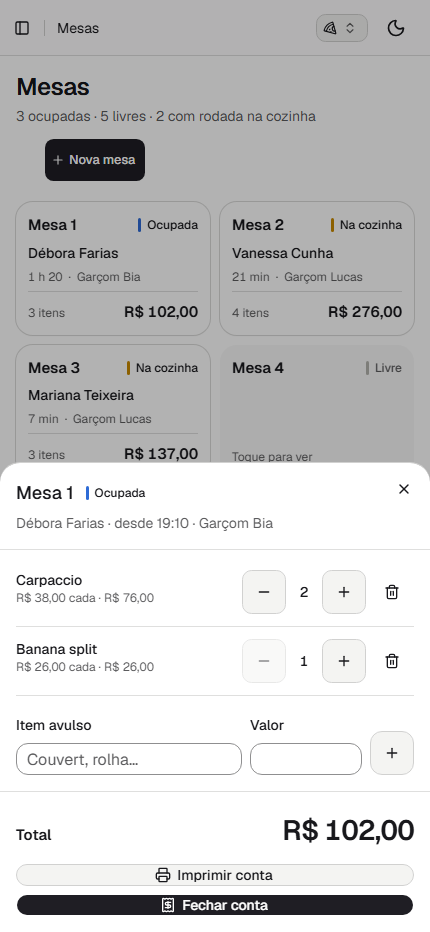 Mesas
Mesas
3 ocupadas · 5 livres · 2 com rodada na cozinha
Nova mesa
Mesa 1 Ocupada
Débora Farias
1 h 20 · Garçom Bia
3 itens R$ 102,00
Mesa 2 Na cozinha
Vanessa Cunha
21 min · Garçom Lucas
4 itens R$ 276,00
Mesa 3 Na cozinha
Mariana Teixeira
7 min · Garçom Lucas
3 itens R$ 137,00
Mesa 4 Livre
Toque para ver
Mesa 1 Ocupada
Débora Farias · desde 19:10 · Garçom Bia
Carpaccio
R$ 38,00 cada · R$ 76,00
2
Banana split
R$ 26,00 cada · R$ 26,00
1
Item avulso Valor
Couvert, rolha...
Total R$ 102,00
Imprimir conta
Fechar conta